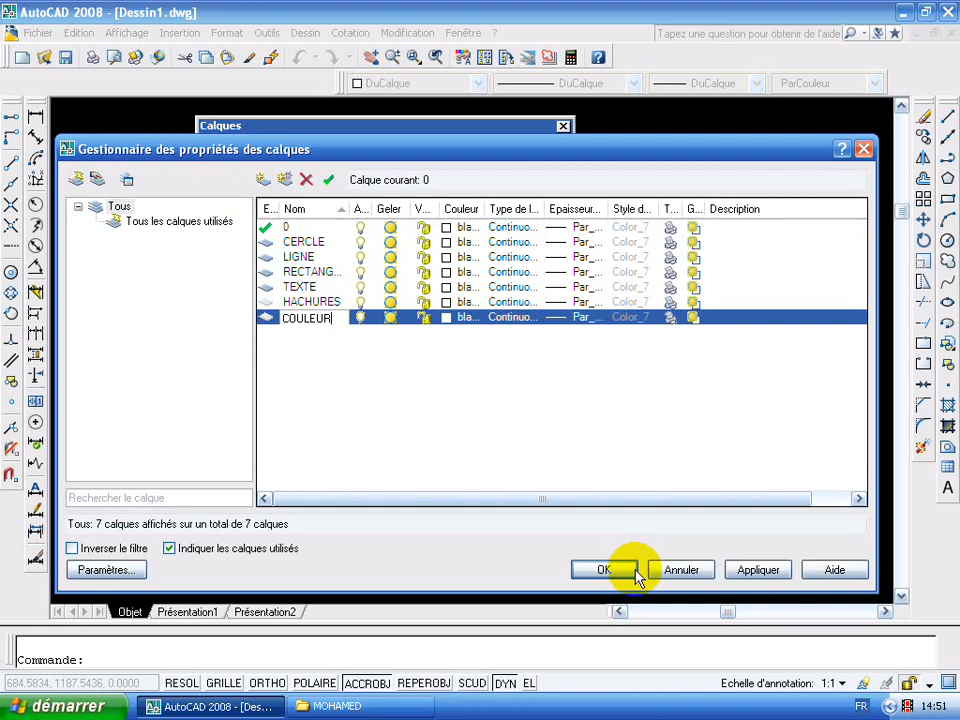 AutoCAD 2008 - [Dessin1.dwg]
Fichier Edition Affichage Insertion Format Outils Dessin Cotation Modification Fenêtre ? Tapez une question pour obtenir de l'aide
DuCalque DuCalque DuCalque ParCouleur
Calques
Gestionnaire des propriétés des calques
Calque courant: 0
Tous
Tous les calques utilisés
E... Nom A... Geler V... Couleur Type de l... Epaisseur... Style d... T... G... Description
0 bla... Continuo... Par_... Color_7
CERCLE bla... Continuo... Par_... Color_7
LIGNE bla... Continuo... Par_... Color_7
RECTANG... bla... Continuo... Par_... Color_7
TEXTE bla... Continuo... Par_... Color_7
HACHURES bla... Continuo... Par_... Color_7
COULEUR bla... Continuo... Par_... Color_7
Rechercher le calque
Tous: 7 calques affichés sur un total de 7 calques
Inverser le filtre Indiquer les calques utilisés
Paramètres... OK Annuler Appliquer Aide
Objet Présentation1 Présentation2
Commande:
684.5834, 1187.5436, 0.0000 RESOL GRILLE ORTHO POLAIRE ACCROBJ REPEROBJ SCUD DYN EL Echelle d'annotation: 1:1
démarrer AutoCAD 2008 - [Des... MOHAMED FR 14:51